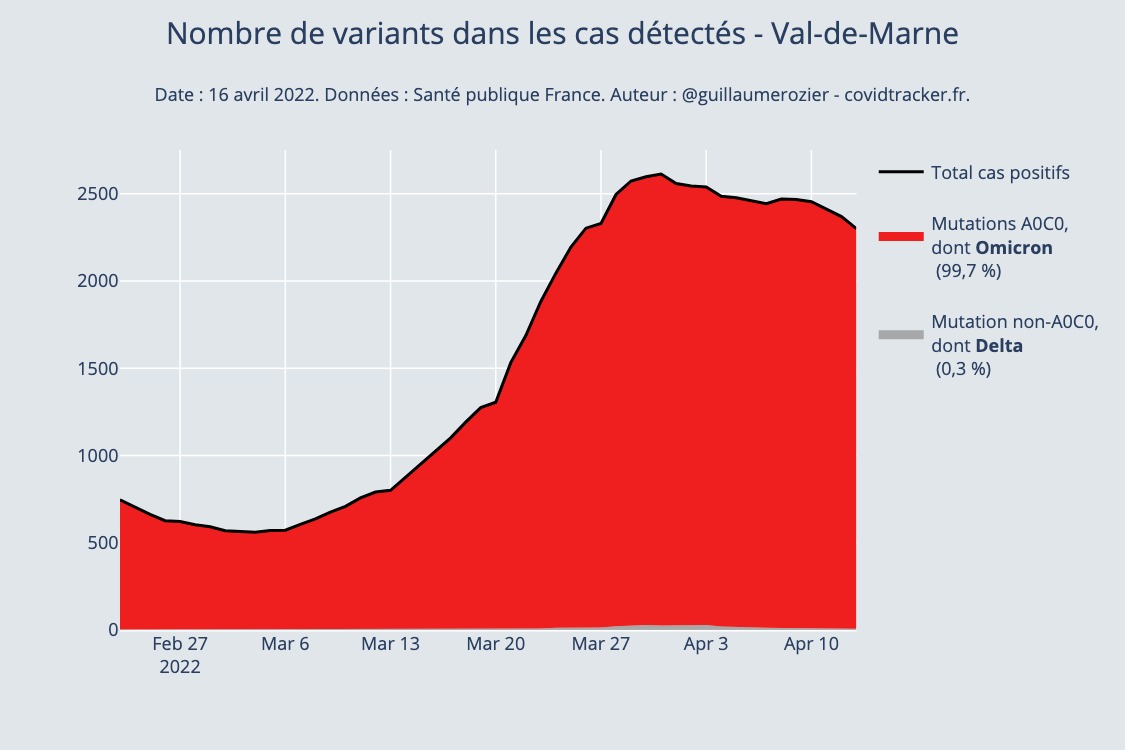 Nombre de variants dans les cas détectés - Val-de-Marne
Date : 16 avril 2022. Données : Santé publique France. Auteur : @guillaumerozier - covidtracker.fr.
2500
2000
1500
1000
500
0
Feb 27
2022
Mar 6
Mar 13
Mar 20
Mar 27
Apr 3
Apr 10
Total cas positifs
Mutations A0C0,
dont Omicron
(99,7 %)
Mutation non-A0C0,
dont Delta
(0,3 %)